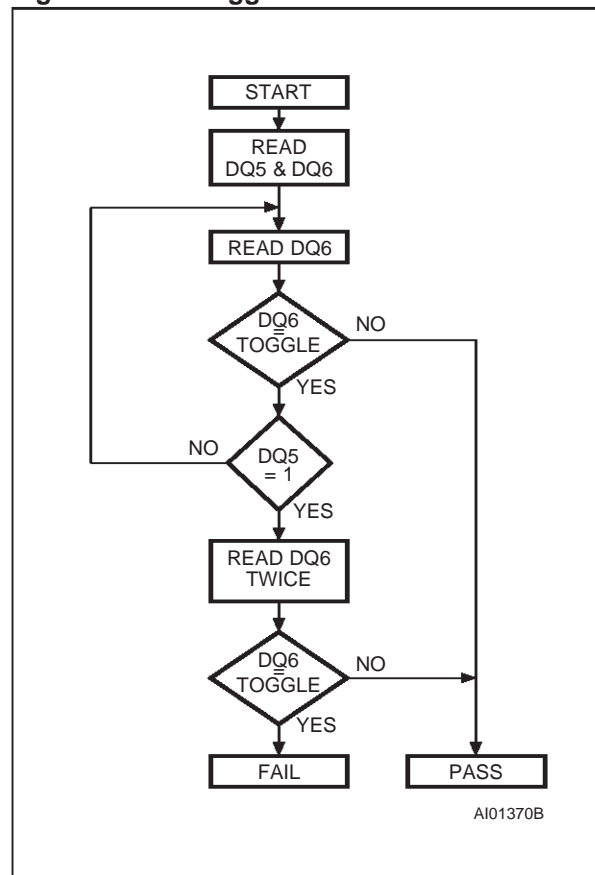 START
READ
DQ5 & DQ6
READ DQ6
DQ6
=
TOGGLE
NO
YES
NO
DQ5
= 1
YES
READ DQ6
TWICE
DQ6
=
TOGGLE
NO
YES
FAIL
PASS
AI01370B